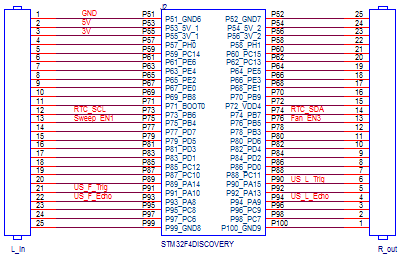 J2
1 GND P51 P51_GND6 P52_GND7 P52 25
2 5V P53 P53_5V_1 P54_5V_2 P54 24
3 3V P55 P55_3V_1 P56_3V_2 P56 23
4 P57 P57_PH0 P58_PH1 P58 22
5 P59 P59_PC14 P60_PC15 P60 21
6 P61 P61_PE6 P62_PC13 P62 20
7 P63 P63_PE4 P64_PE5 P64 19
8 P65 P65_PE2 P66_PE3 P66 18
9 P67 P67_PE0 P68_PE1 P68 17
10 P69 P69_PB8 P70_PB9 P70 16
11 P71 P71_BOOT0 P72_VDD4 P72 15
12 RTC_SCL P73 P73_PB6 P74_PB7 P74 RTC_SDA 14
13 Sweep_EN1 P75 P75_PB4 P76_PB5 P76 Fan_EN3 13
14 P77 P77_PD7 P78_PB3 P78 12
15 P79 P79_PD5 P80_PD6 P80 11
16 P81 P81_PD3 P82_PD4 P82 10
17 P83 P83_PD1 P84_PD2 P84 9
18 P85 P85_PC12 P86_PD0 P86 8
19 P87 P87_PC10 P88_PC11 P88 7
20 P89 P89_PA14 P90_PA15 P90 US_L_Trig 6
21 US_F_Trig P91 P91_PA10 P92_PA13 P92 5
22 US_F_Echo P93 P93_PA8 P94_PA9 P94 US_L_Echo 4
23 P95 P95_PC8 P96_PC9 P96 3
24 P97 P97_PC6 P98_PC7 P98 2
25 P99 P99_GND8 P100_GND9 P100 1
L_in STM32F4DISCOVERY R_out